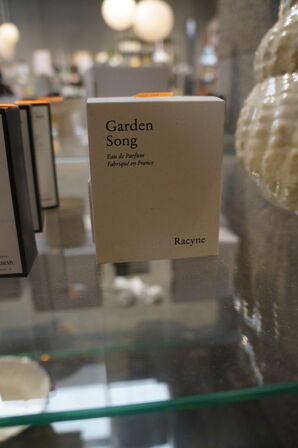 Garden
Song
Eau de Parfum
Fabriqué en France
Racyne